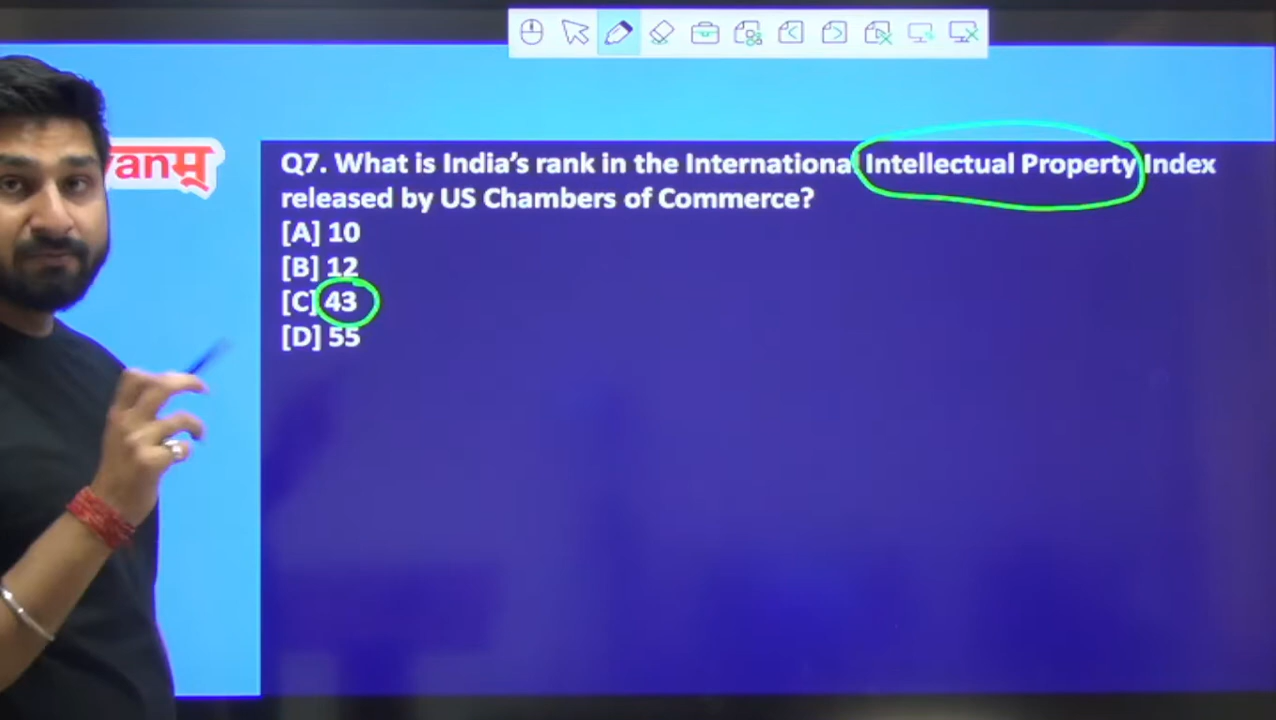 yanम्
Q7. What is India's rank in the International Intellectual Property Index
released by US Chambers of Commerce?
[A] 10
[B] 12
[C] 43
[D] 55